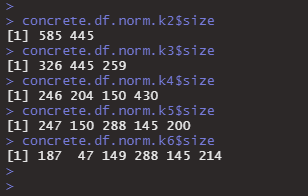 >
> concrete.df.norm.k2$size
[1] 585 445
> concrete.df.norm.k3$size
[1] 326 445 259
> concrete.df.norm.k4$size
[1] 246 204 150 430
> concrete.df.norm.k5$size
[1] 247 150 288 145 200
> concrete.df.norm.k6$size
[1] 187  47 149 288 145 214
>
>